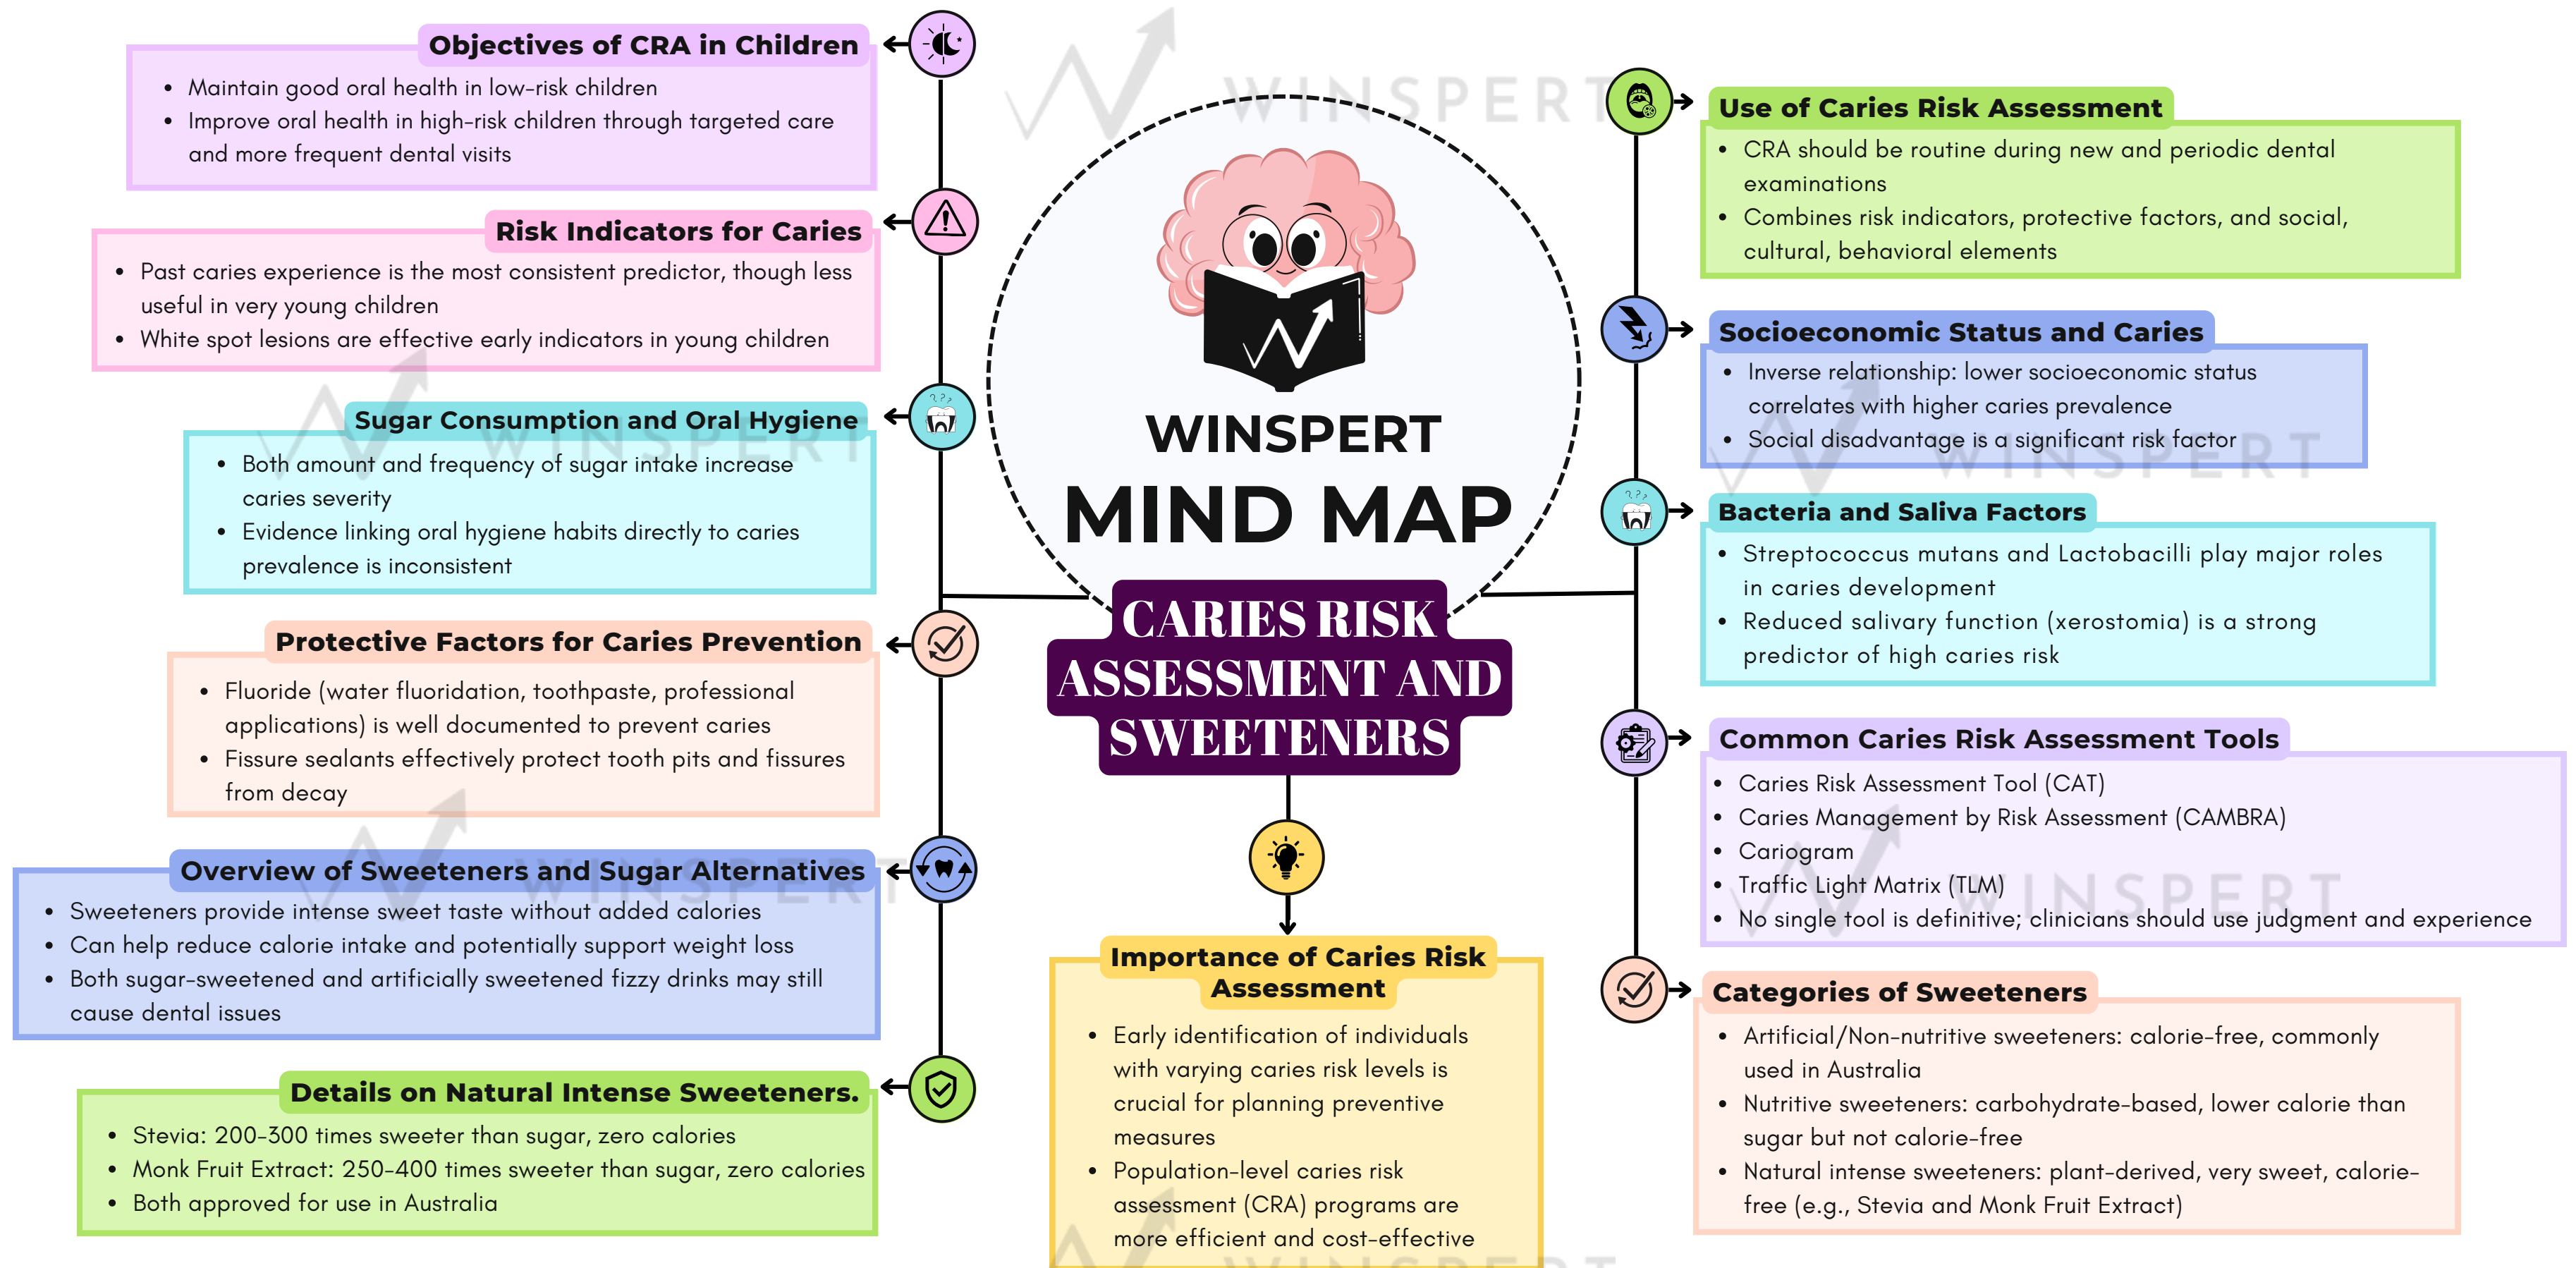 WINSPERT
WINSPERT
MIND MAP
CARIES RISK
ASSESSMENT AND
SWEETENERS
Objectives of CRA in Children
• Maintain good oral health in low-risk children
• Improve oral health in high-risk children through targeted care
and more frequent dental visits
Risk Indicators for Caries
• Past caries experience is the most consistent predictor, though less
useful in very young children
• White spot lesions are effective early indicators in young children
WINSPERT
Sugar Consumption and Oral Hygiene
• Both amount and frequency of sugar intake increase
caries severity
• Evidence linking oral hygiene habits directly to caries
prevalence is inconsistent
Protective Factors for Caries Prevention
• Fluoride (water fluoridation, toothpaste, professional
applications) is well documented to prevent caries
• Fissure sealants effectively protect tooth pits and fissures
from decay
WINSPERT
Overview of Sweeteners and Sugar Alternatives
• Sweeteners provide intense sweet taste without added calories
• Can help reduce calorie intake and potentially support weight loss
• Both sugar-sweetened and artificially sweetened fizzy drinks may still
cause dental issues
Details on Natural Intense Sweeteners.
• Stevia: 200-300 times sweeter than sugar, zero calories
• Monk Fruit Extract: 250-400 times sweeter than sugar, zero calories
• Both approved for use in Australia
Importance of Caries Risk
Assessment
• Early identification of individuals
with varying caries risk levels is
crucial for planning preventive
measures
• Population-level caries risk
assessment (CRA) programs are
more efficient and cost-effective
WINSPERT
Use of Caries Risk Assessment
• CRA should be routine during new and periodic dental
examinations
• Combines risk indicators, protective factors, and social,
cultural, behavioral elements
Socioeconomic Status and Caries
• Inverse relationship: lower socioeconomic status
correlates with higher caries prevalence
• Social disadvantage is a significant risk factor
WINSPERT
Bacteria and Saliva Factors
• Streptococcus mutans and Lactobacilli play major roles
in caries development
• Reduced salivary function (xerostomia) is a strong
predictor of high caries risk
Common Caries Risk Assessment Tools
• Caries Risk Assessment Tool (CAT)
• Caries Management by Risk Assessment (CAMBRA)
• Cariogram
• Traffic Light Matrix (TLM)
• No single tool is definitive; clinicians should use judgment and experience
WINSPERT
Categories of Sweeteners
• Artificial/Non-nutritive sweeteners: calorie-free, commonly
used in Australia
• Nutritive sweeteners: carbohydrate-based, lower calorie than
sugar but not calorie-free
• Natural intense sweeteners: plant-derived, very sweet, calorie-
free (e.g., Stevia and Monk Fruit Extract)